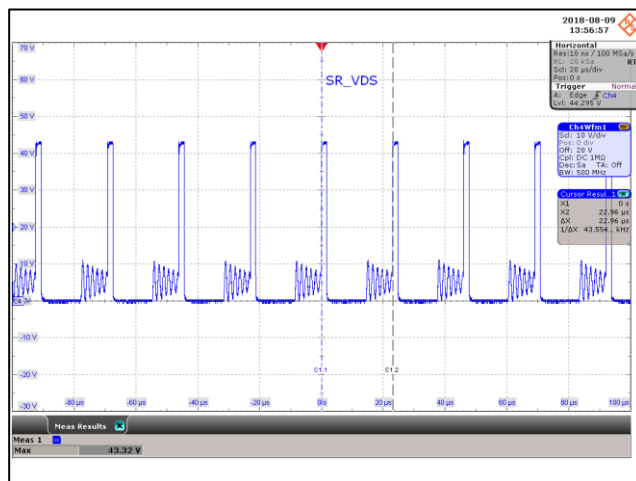 2018-08-09
13:56:57
Horizontal
Res:10 ns / 100 MSa/s
RL: 20 kSa RT
Scl: 20 µs/div
Pos:0 s
Trigger Normal
A: Edge Ch4
Lvl: 44.295 V
Ch4Wfm1
Scl: 10 V/div
Pos: 0 div
Off: 20 V
Cpl: DC 1MΩ
Dec:Sa TA: Off
BW: 500 MHz
Cursor Resul...1
X1 0 s
X2 22.96 µs
ΔX 22.96 µs
1/ΔX 43.554... kHz
70 V
60 V
50 V
40 V
30 V
20 V
10 V
-10 V
-20 V
-30 V
SR_VDS
C1.1
C1.2
-80 µs
-60 µs
-40 µs
-20 µs
0s
20 µs
40 µs
60 µs
80 µs
100 µs
Meas Results
Meas 1
Max 43.32 V